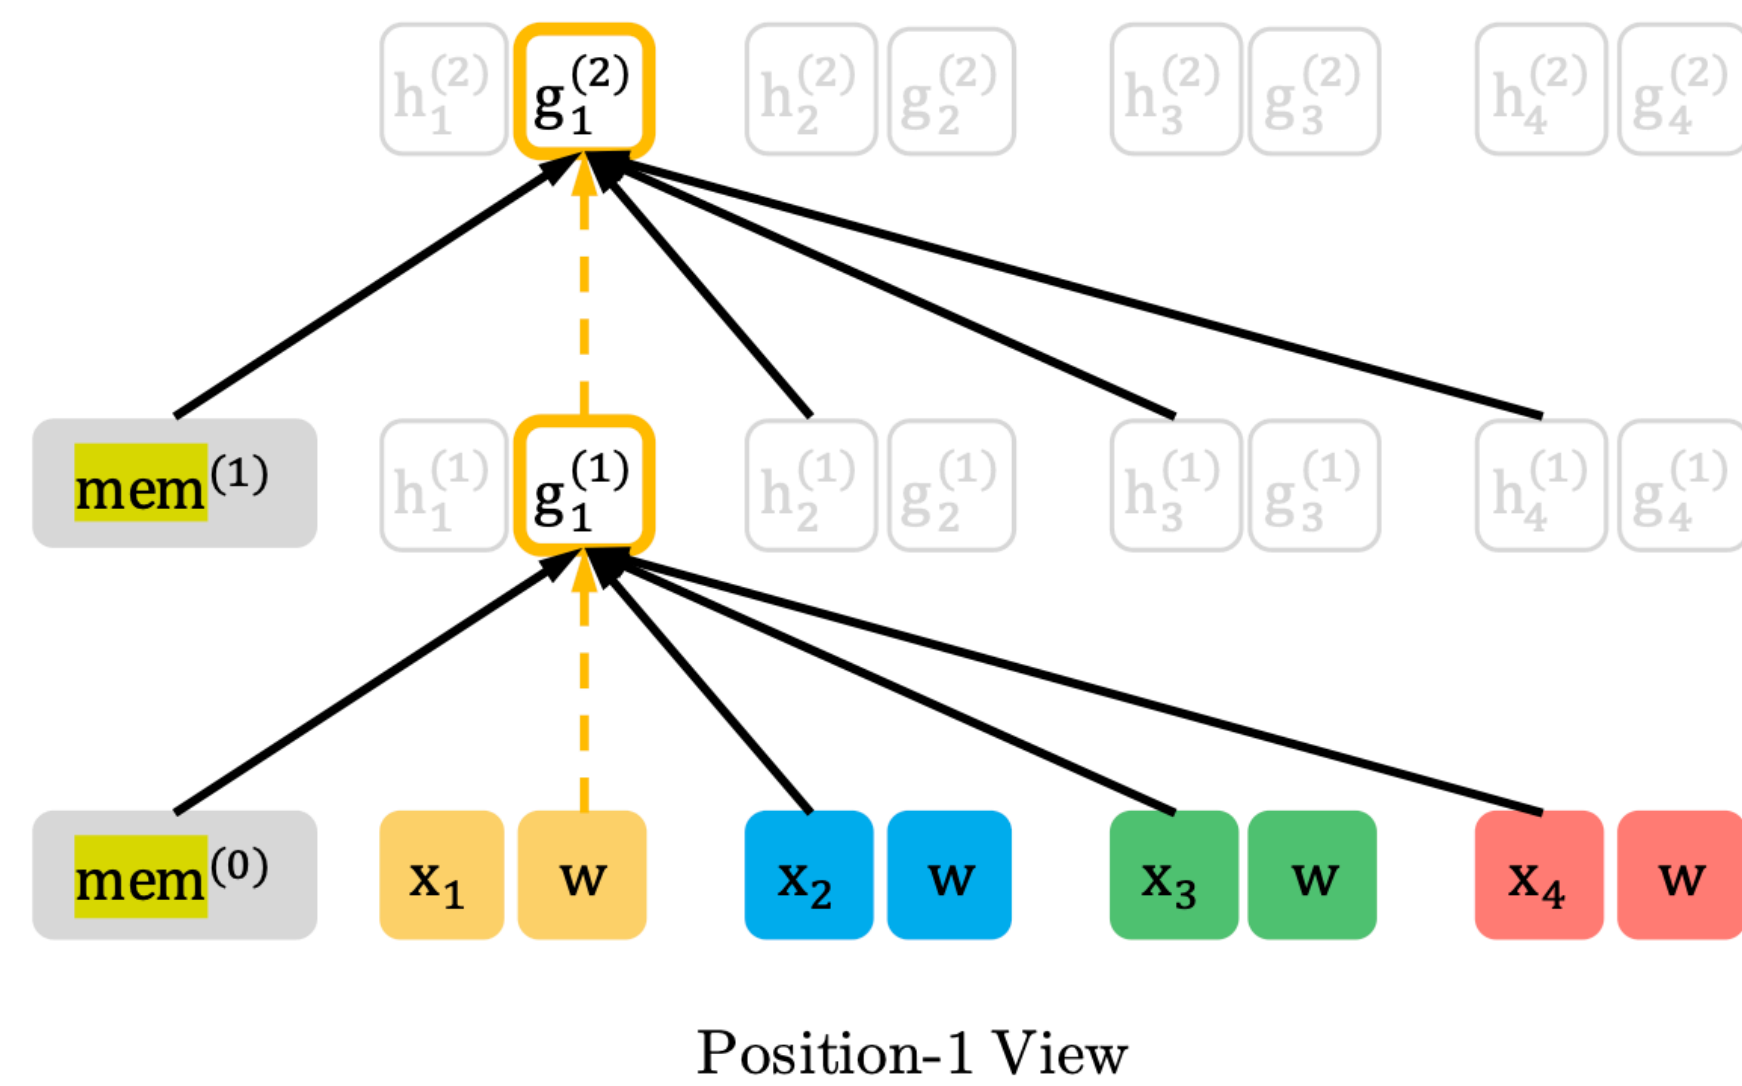 h₁⁽²⁾ g₁⁽²⁾ h₂⁽²⁾ g₂⁽²⁾ h₃⁽²⁾ g₃⁽²⁾ h₄⁽²⁾ g₄⁽²⁾
mem⁽¹⁾ h₁⁽¹⁾ g₁⁽¹⁾ h₂⁽¹⁾ g₂⁽¹⁾ h₃⁽¹⁾ g₃⁽¹⁾ h₄⁽¹⁾ g₄⁽¹⁾
mem⁽⁰⁾ x₁ w x₂ w x₃ w x₄ w
Position-1 View